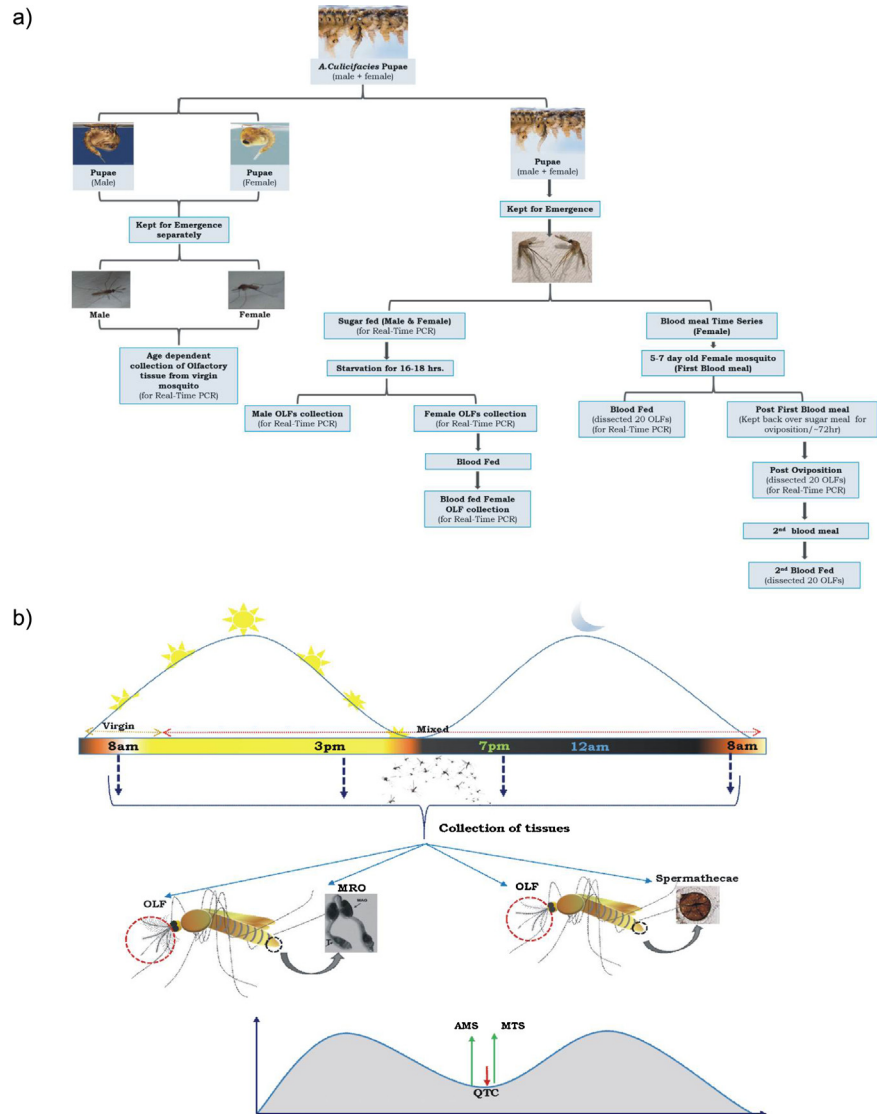 a)
A.Culicifacies Pupae
(male + female)
Pupae
(Male)
Pupae
(Female)
Pupae
(male + female)
Kept for Emergence
separately
Kept for Emergence
Male
Female
Age dependent
collection of Olfactory
tissue from virgin
mosquito
(for Real-Time PCR)
Sugar fed (Male & Female)
(for Real-Time PCR)
Starvation for 16-18 hrs.
Male OLFs collection
(for Real-Time PCR)
Female OLFs collection
(for Real-Time PCR)
Blood Fed
Blood fed Female
OLF collection
(for Real-Time PCR)
Blood meal Time Series
(Female)
5-7 day old Female mosquito
(First Blood meal)
Blood Fed
(dissected 20 OLFs)
(for Real-Time PCR)
Post First Blood meal
(Kept back over sugar meal for
oviposition/~72hr)
Post Oviposition
(dissected 20 OLFs)
(for Real-Time PCR)
2nd blood meal
2nd Blood Fed
(dissected 20 OLFs)
b)
Virgin
Mixed
8am
3pm
7pm
12am
8am
Collection of tissues
OLF
MRO
MAG
OLF
Spermathecae
AMS
MTS
QTC